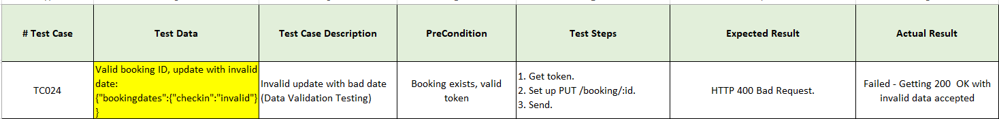 # Test Case
Test Data
Test Case Description
PreCondition
Test Steps
Expected Result
Actual Result
TC024
Valid booking ID, update with invalid
date:
{"bookingdates":{"checkin":"invalid"}
}
Invalid update with bad date
(Data Validation Testing)
Booking exists, valid
token
1. Get token.
2. Set up PUT /booking/:id.
3. Send.
HTTP 400 Bad Request.
Failed - Getting 200  OK with
invalid data accepted